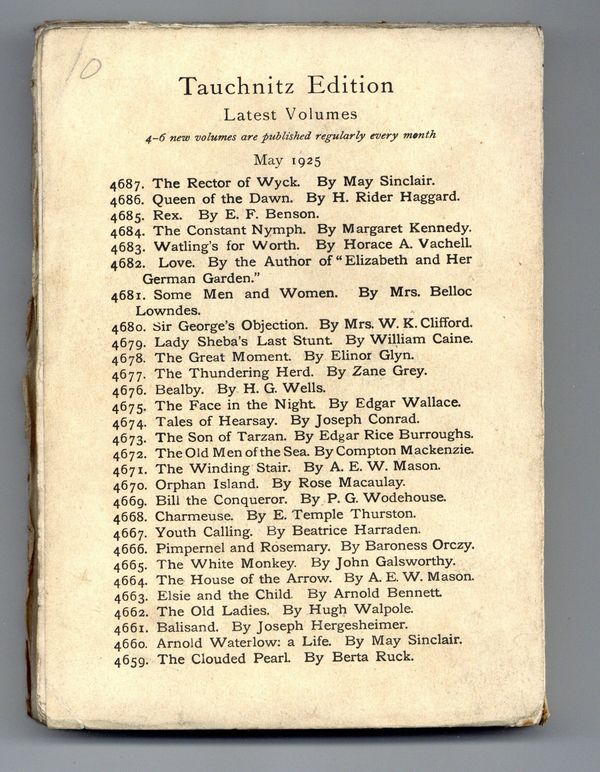 10
Tauchnitz Edition
Latest Volumes
4-6 new volumes are published regularly every month
May 1925
4687. The Rector of Wyck. By May Sinclair.
4686. Queen of the Dawn. By H. Rider Haggard.
4685. Rex. By E. F. Benson.
4684. The Constant Nymph. By Margaret Kennedy.
4683. Watling's for Worth. By Horace A. Vachell.
4682. Love. By the Author of "Elizabeth and Her
German Garden."
4681. Some Men and Women. By Mrs. Belloc
Lowndes.
4680. Sir George's Objection. By Mrs. W. K. Clifford.
4679. Lady Sheba's Last Stunt. By William Caine.
4678. The Great Moment. By Elinor Glyn.
4677. The Thundering Herd. By Zane Grey.
4676. Bealby. By H. G. Wells.
4675. The Face in the Night. By Edgar Wallace.
4674. Tales of Hearsay. By Joseph Conrad.
4673. The Son of Tarzan. By Edgar Rice Burroughs.
4672. The Old Men of the Sea. By Compton Mackenzie.
4671. The Winding Stair. By A. E. W. Mason.
4670. Orphan Island. By Rose Macaulay.
4669. Bill the Conqueror. By P. G. Wodehouse.
4668. Charmeuse. By E. Temple Thurston.
4667. Youth Calling. By Beatrice Harraden.
4666. Pimpernel and Rosemary. By Baroness Orczy.
4665. The White Monkey. By John Galsworthy.
4664. The House of the Arrow. By A. E. W. Mason.
4663. Elsie and the Child. By Arnold Bennett.
4662. The Old Ladies. By Hugh Walpole.
4661. Balisand. By Joseph Hergesheimer.
4660. Arnold Waterlow: a Life. By May Sinclair.
4659. The Clouded Pearl. By Berta Ruck.